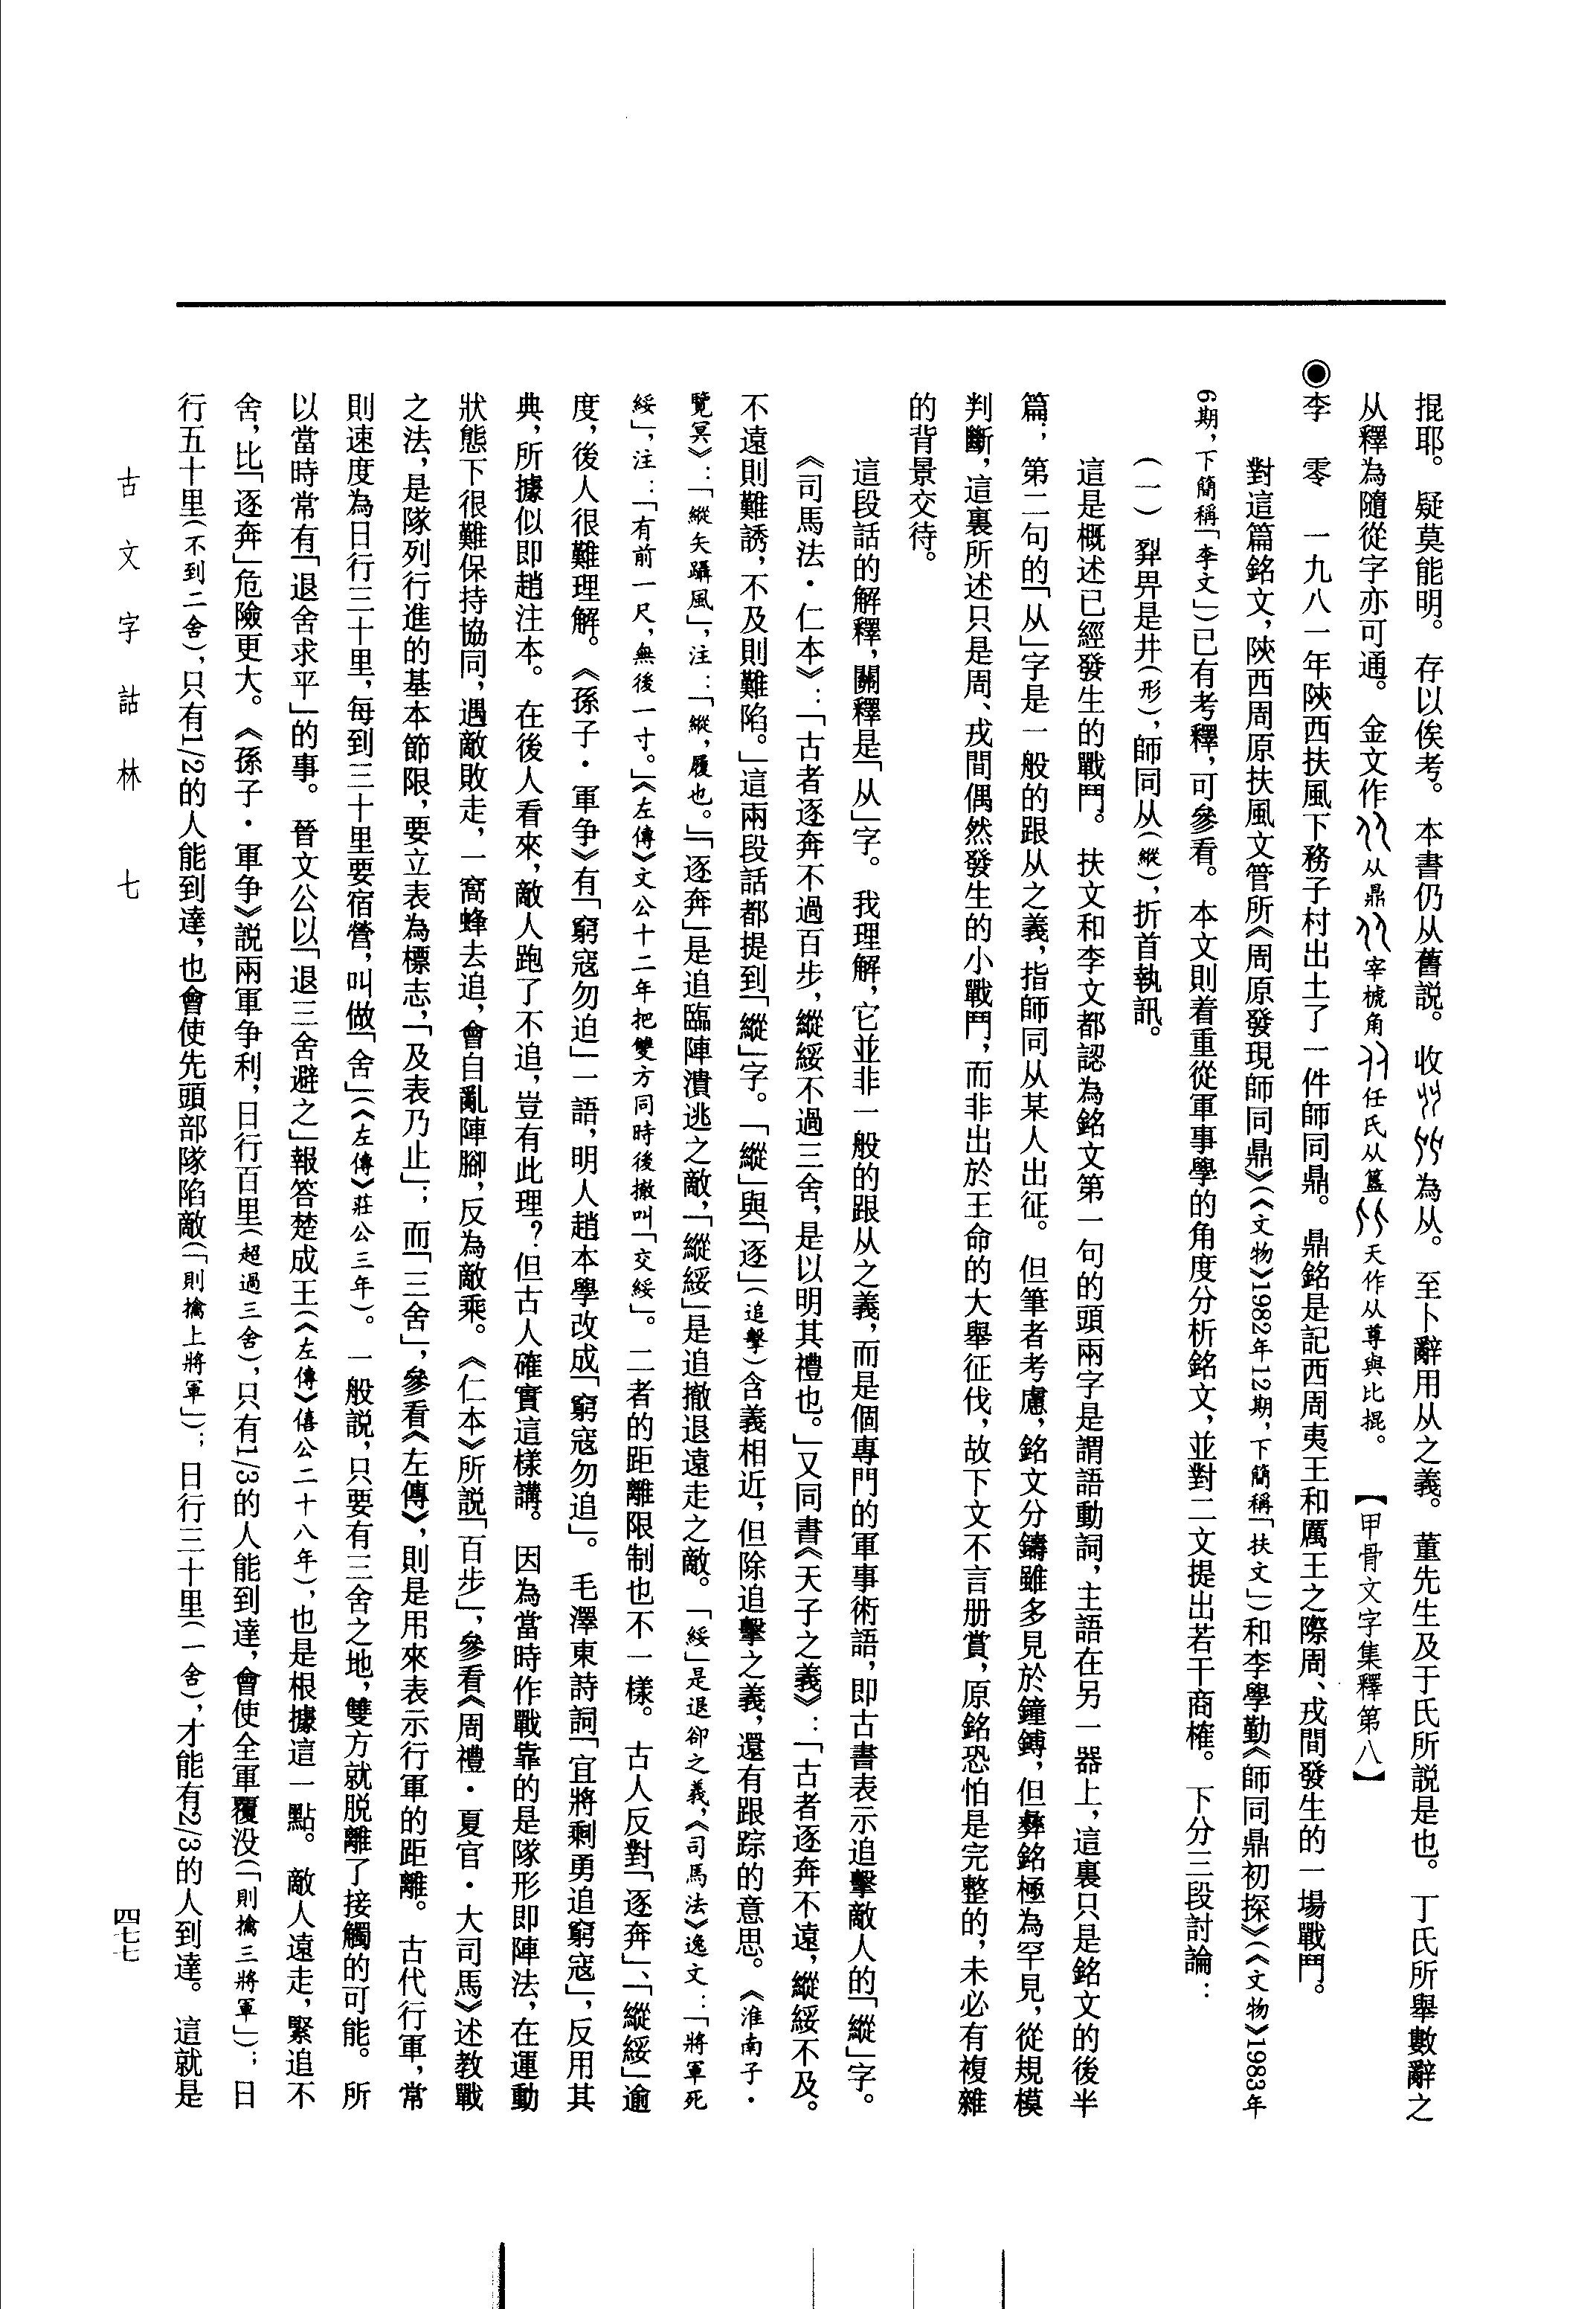 掍耶。疑莫能明。存以俟考。本書仍从舊説。收為从。至卜辭用从之義。董先生及于氏所説是也。丁氏所舉數辭之
从釋為隨從字亦可通。金文作从鼎宰椃角任氏从簋天作从尊與比掍。【甲骨文字集釋第八】
◉李　零　一九八一年陝西扶風下務子村出土了一件師同鼎。鼎銘是記西周夷王和厲王之際周、戎間發生的一場戰鬥。
對這篇銘文，陝西周原扶風文管所《周原發現師同鼎》（《文物》1982年12期，下簡稱「扶文」）和李學勤《師同鼎初探》（《文物》1983年
6期，下簡稱「李文」）已有考釋，可參看。本文則着重從軍事學的角度分析銘文，並對二文提出若干商榷。下分三段討論：
（一）畀是井（形），師同从（縱），折首執訊。
這是概述已經發生的戰鬥。扶文和李文都認為銘文第一句的頭兩字是謂語動詞，主語在另一器上，這裏只是銘文的後半
篇；第二句的「从」字是一般的跟从之義，指師同从某人出征。但筆者考慮，銘文分鑄雖多見於鐘鎛，但彝銘極為罕見，從規模
判斷，這裏所述只是周、戎間偶然發生的小戰鬥，而非出於王命的大舉征伐，故下文不言册賞，原銘恐怕是完整的，未必有複雜
的背景交待。
這段話的解釋，關釋是「从」字。我理解，它並非一般的跟从之義，而是個專門的軍事術語，即古書表示追擊敵人的「縱」字。
《司馬法·仁本》：「古者逐奔不過百步，縱綏不過三舍，是以明其禮也。」又同書《天子之義》：「古者逐奔不遠，縱綏不及。
不遠則難誘，不及則難陷。」這兩段話都提到「縱」字。「縱」與「逐」（追擊）含義相近，但除追擊之義，還有跟踪的意思。《淮南子·
覽冥》：「縱矢躡風」，注：「縱，履也。」「逐奔」是追臨陣潰逃之敵，「縱綏」是追撤退遠走之敵。「綏」是退卻之義，《司馬法》逸文：「將軍死
綏」，注：「有前一尺，無後一寸。」《左傳》文公十二年把雙方同時後撤叫「交綏」。二者的距離限制也不一樣。古人反對「逐奔」、「縱綏」逾
度，後人很難理解。《孫子·軍争》有「窮寇勿迫」一語，明人趙本學改成「窮寇勿追」。毛澤東詩詞「宜將剩勇追窮寇」，反用其
典，所據似即趙注本。在後人看來，敵人跑了不追，豈有此理？但古人確實這樣講。因為當時作戰靠的是隊形即陣法，在運動
狀態下很難保持協同，遇敵敗走，一窩蜂去追，會自亂陣腳，反為敵乘。《仁本》所説「百步」，參看《周禮·夏官·大司馬》述教戰
之法，是隊列行進的基本節限，要立表為標志，「及表乃止」；而「三舍」，參看《左傳》，則是用來表示行軍的距離。古代行軍，常
則速度為日行三十里，每到三十里要宿營，叫做「舍」（《左傳》莊公三年）。一般説，只要有三舍之地，雙方就脱離了接觸的可能。所
以當時常有「退舍求平」的事。晉文公以「退三舍避之」報答楚成王（《左傳》僖公二十八年），也是根據這一點。敵人遠走，緊追不
舍，比「逐奔」危險更大。《孫子·軍争》説兩軍争利，日行百里（超過三舍），只有1/3的人能到達，會使全軍覆没（「則擒三將軍」）；日
行五十里（不到二舍），只有1/2的人能到達，也會使先頭部隊陷敵（「則擒上將軍」）；日行三十里（一舍），才能有2/3的人到達。這就是
古文字詁林　七
四七七